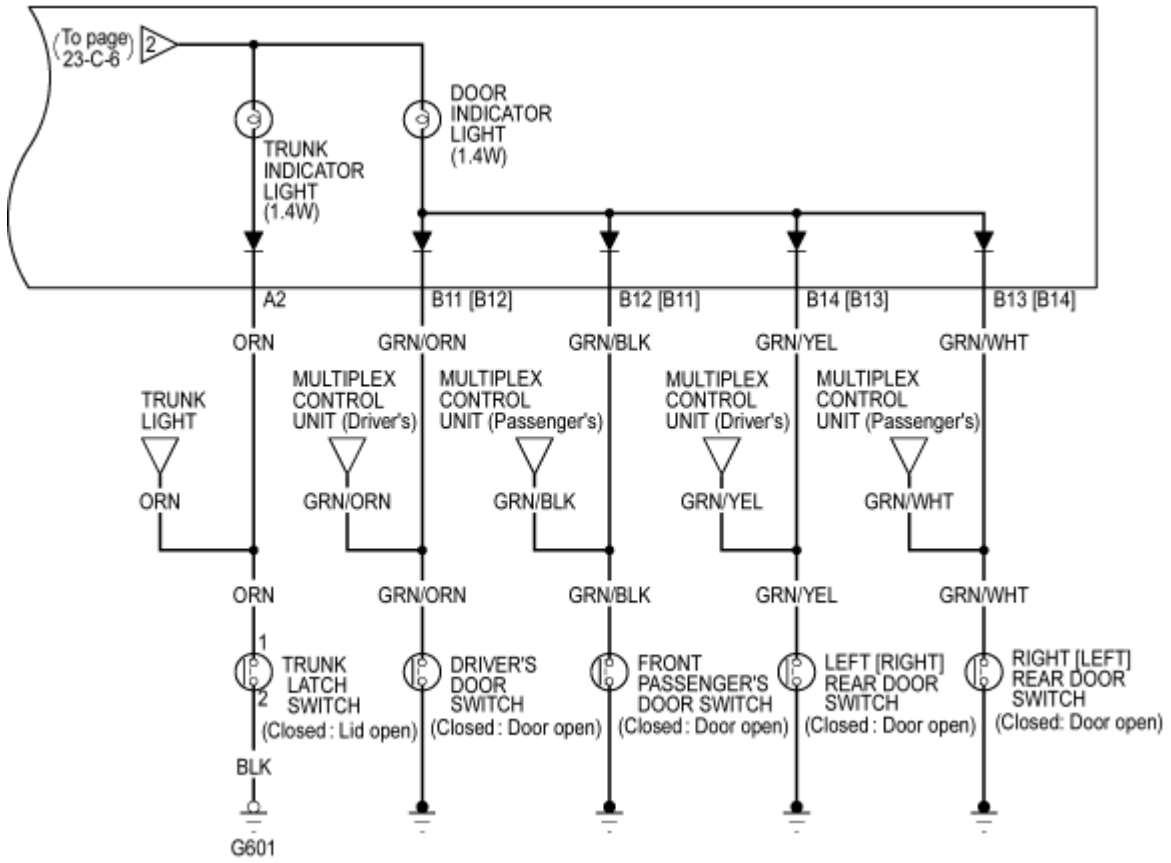 (To page
23-C-6)
2
DOOR
INDICATOR
LIGHT
(1.4W)
TRUNK
INDICATOR
LIGHT
(1.4W)
A2
B11 [B12]
B12 [B11]
B14 [B13]
B13 [B14]
ORN
GRN/ORN
GRN/BLK
GRN/YEL
GRN/WHT
TRUNK
LIGHT
MULTIPLEX
CONTROL
UNIT (Driver's)
MULTIPLEX
CONTROL
UNIT (Passenger's)
MULTIPLEX
CONTROL
UNIT (Driver's)
MULTIPLEX
CONTROL
UNIT (Passenger's)
ORN
GRN/ORN
GRN/BLK
GRN/YEL
GRN/WHT
ORN
GRN/ORN
GRN/BLK
GRN/YEL
GRN/WHT
1
2
TRUNK
LATCH
SWITCH
(Closed : Lid open)
DRIVER'S
DOOR
SWITCH
(Closed : Door open)
FRONT
PASSENGER'S
DOOR SWITCH
(Closed : Door open)
LEFT [RIGHT]
REAR DOOR
SWITCH
(Closed : Door open)
RIGHT [LEFT]
REAR DOOR
SWITCH
(Closed: Door open)
BLK
G601